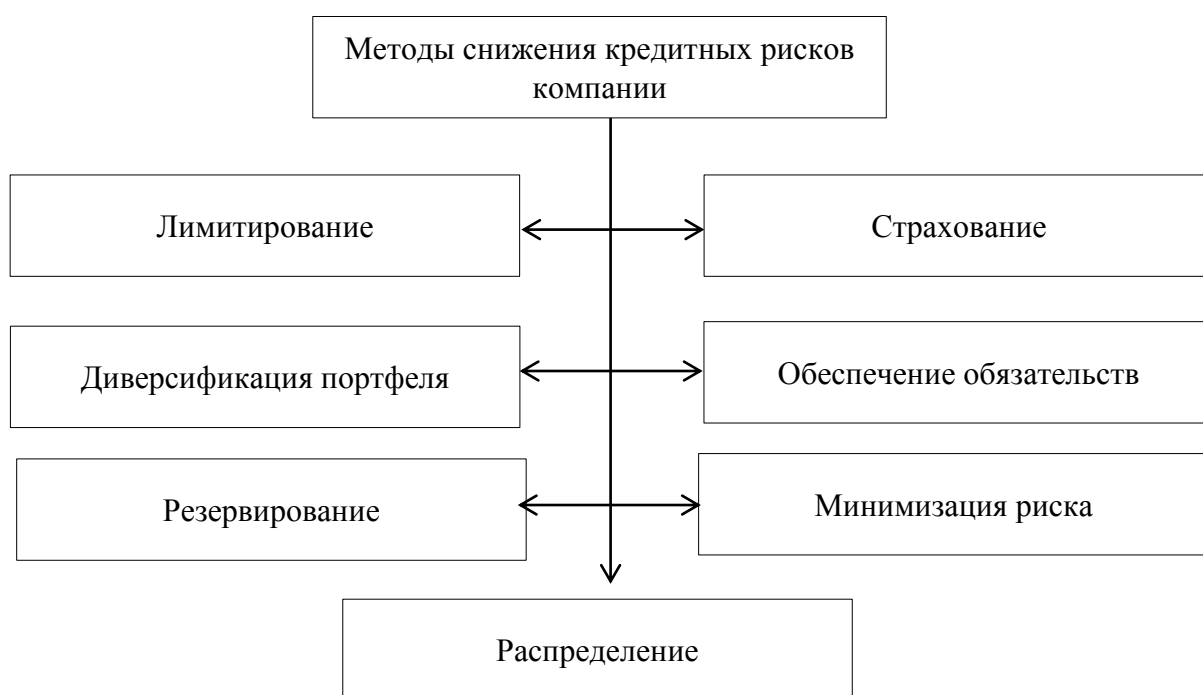 Методы снижения кредитных рисков
компании
Лимитирование
Страхование
Диверсификация портфеля
Обеспечение обязательств
Резервирование
Минимизация риска
Распределение